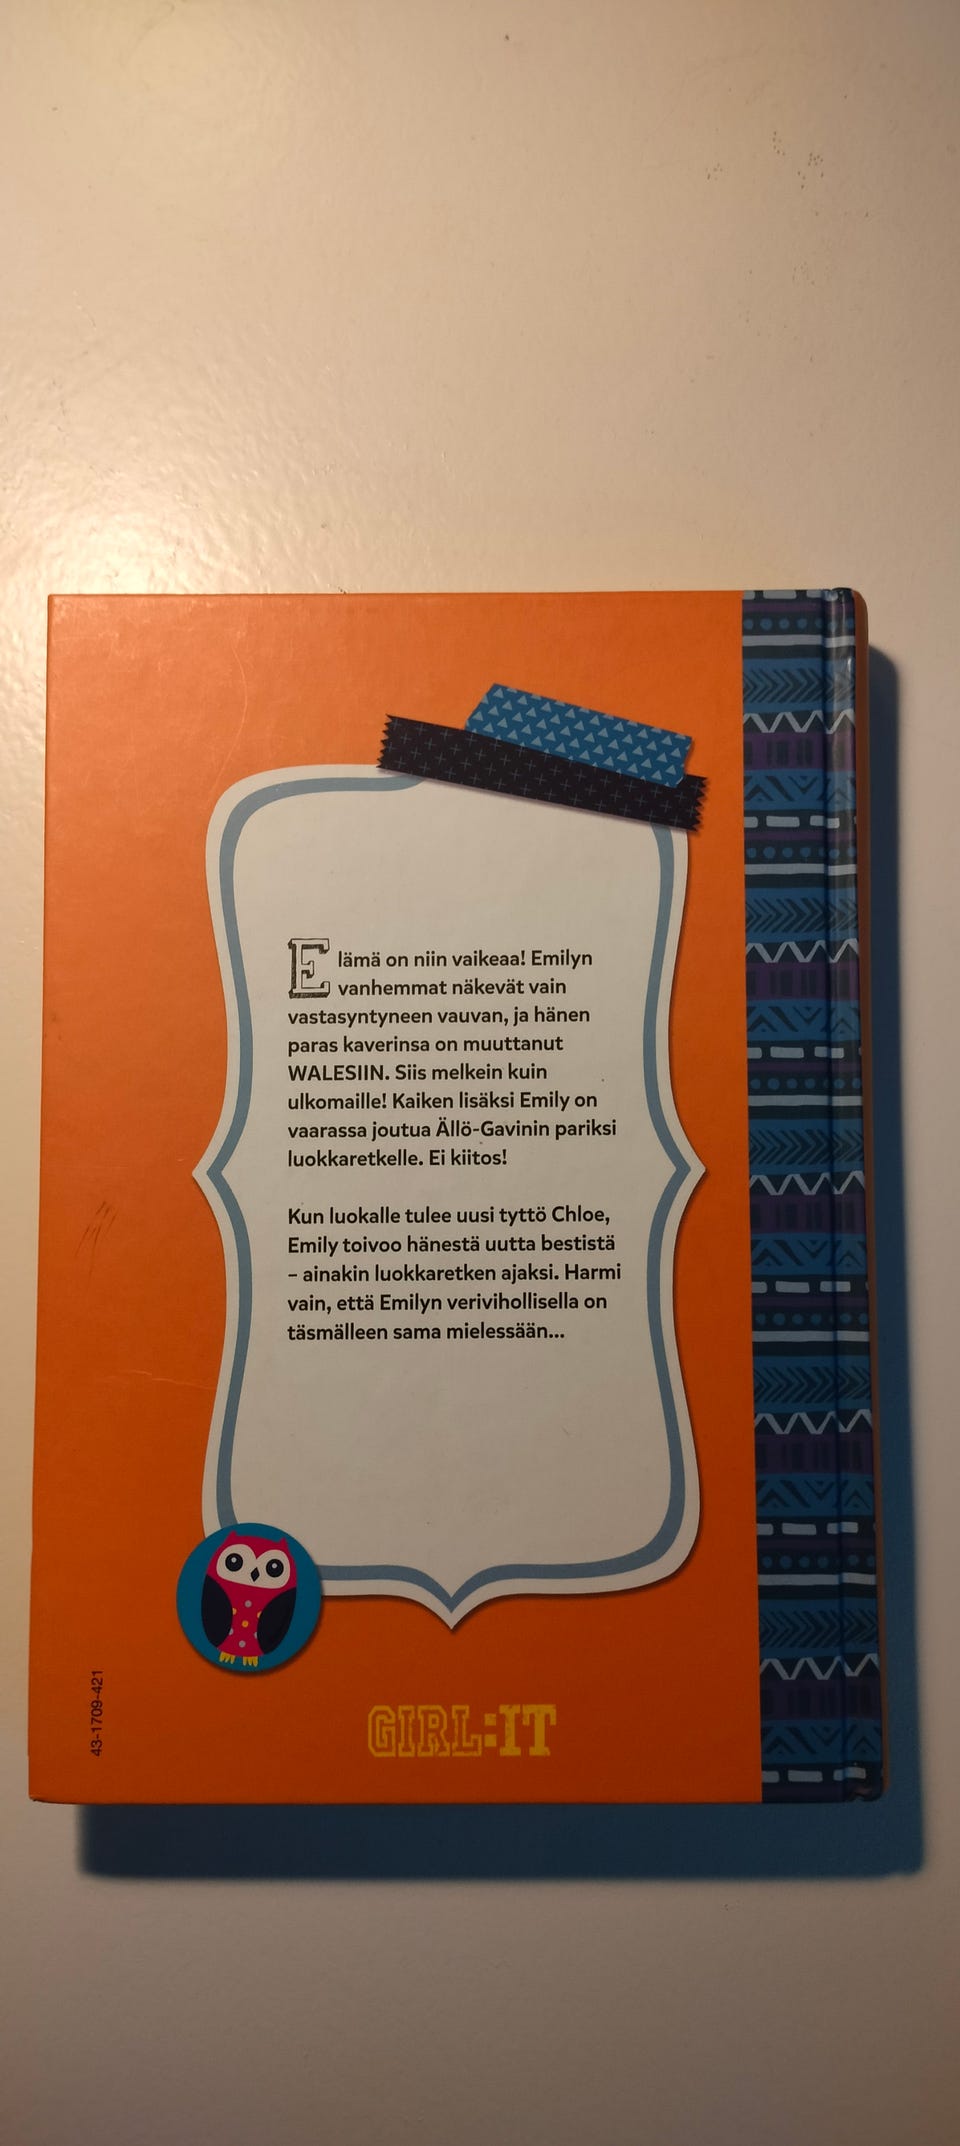 Elämä on niin vaikeaa! Emilyn
vanhemmat näkevät vain
vastasyntyneen vauvan, ja hänen
paras kaverinsa on muuttanut
WALESIIN. Siis melkein kuin
ulkomaille! Kaiken lisäksi Emily on
vaarassa joutua Ällö-Gavinin pariksi
luokkaretkelle. Ei kiitos!
Kun luokalle tulee uusi tyttö Chloe,
Emily toivoo hänestä uutta bestistä
– ainakin luokkaretken ajaksi. Harmi
vain, että Emilyn verivihollisella on
täsmälleen sama mielessään...
43-1709-421
GIRL:IT